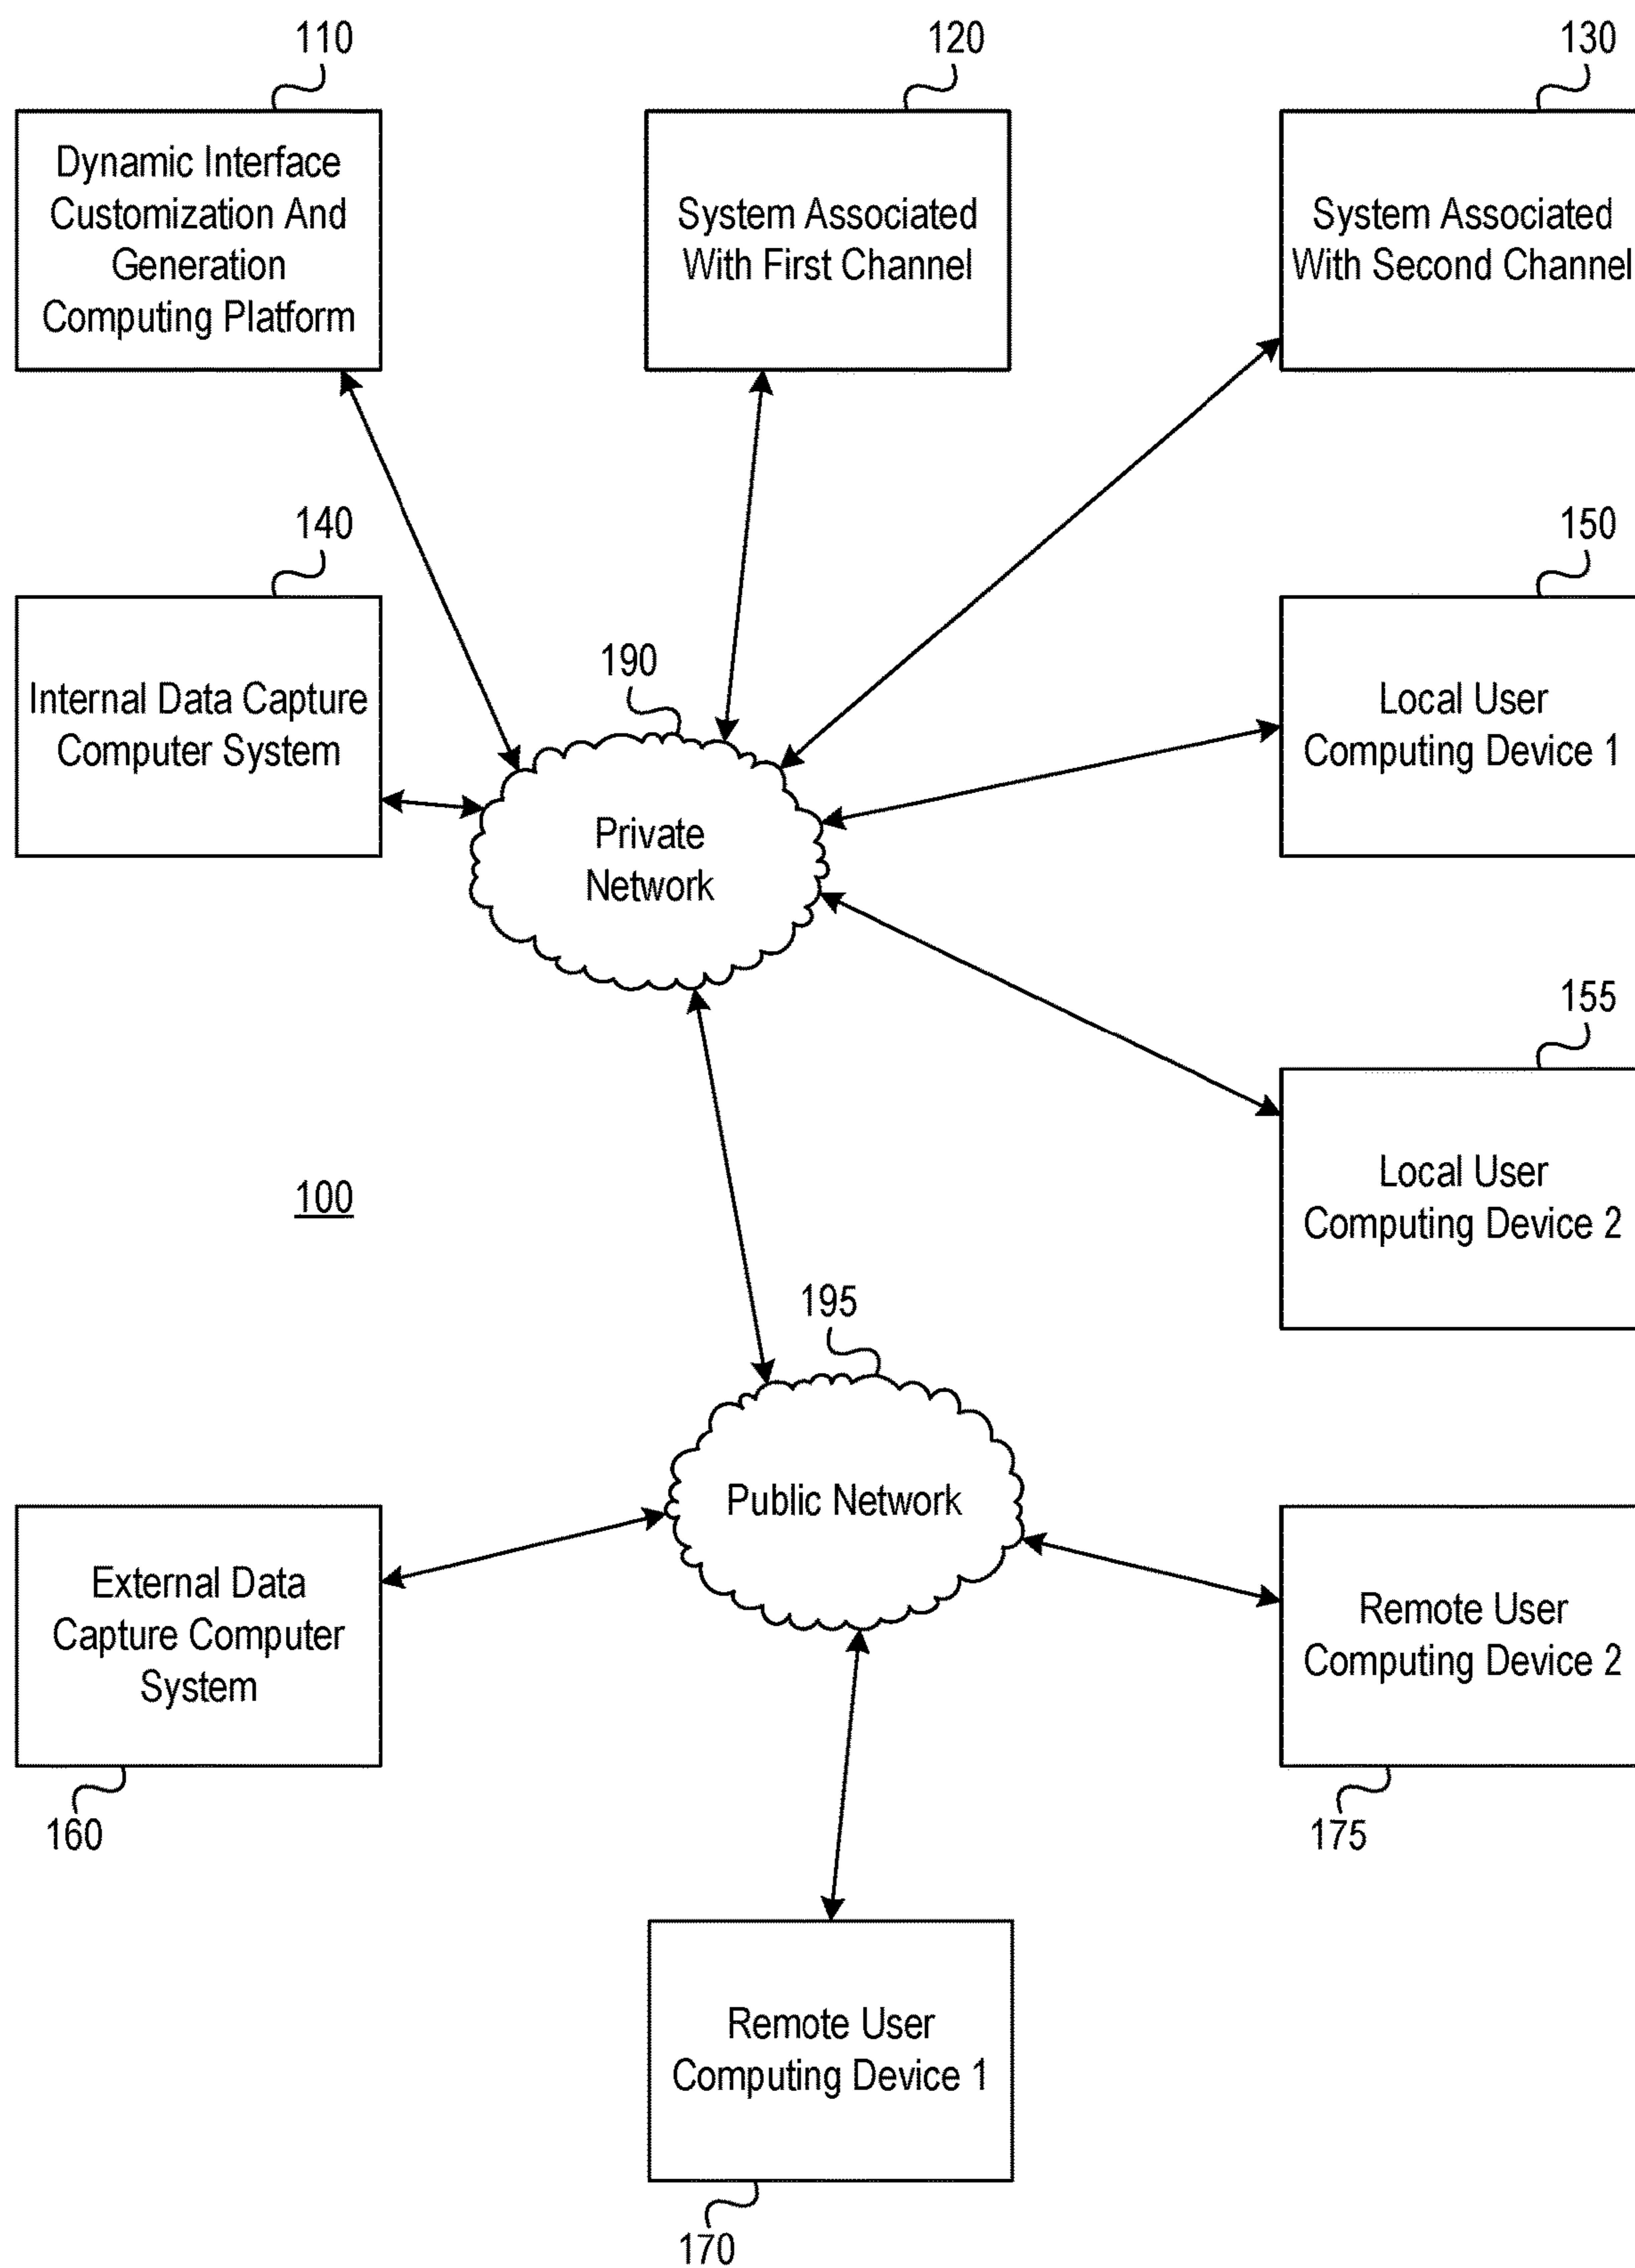 110
Dynamic Interface
Customization And
Generation
Computing Platform
120
System Associated
With First Channel
130
System Associated
With Second Channel
140
Internal Data Capture
Computer System
190
Private
Network
150
Local User
Computing Device 1
155
Local User
Computing Device 2
100
195
Public Network
External Data
Capture Computer
System
160
Remote User
Computing Device 2
175
Remote User
Computing Device 1
170